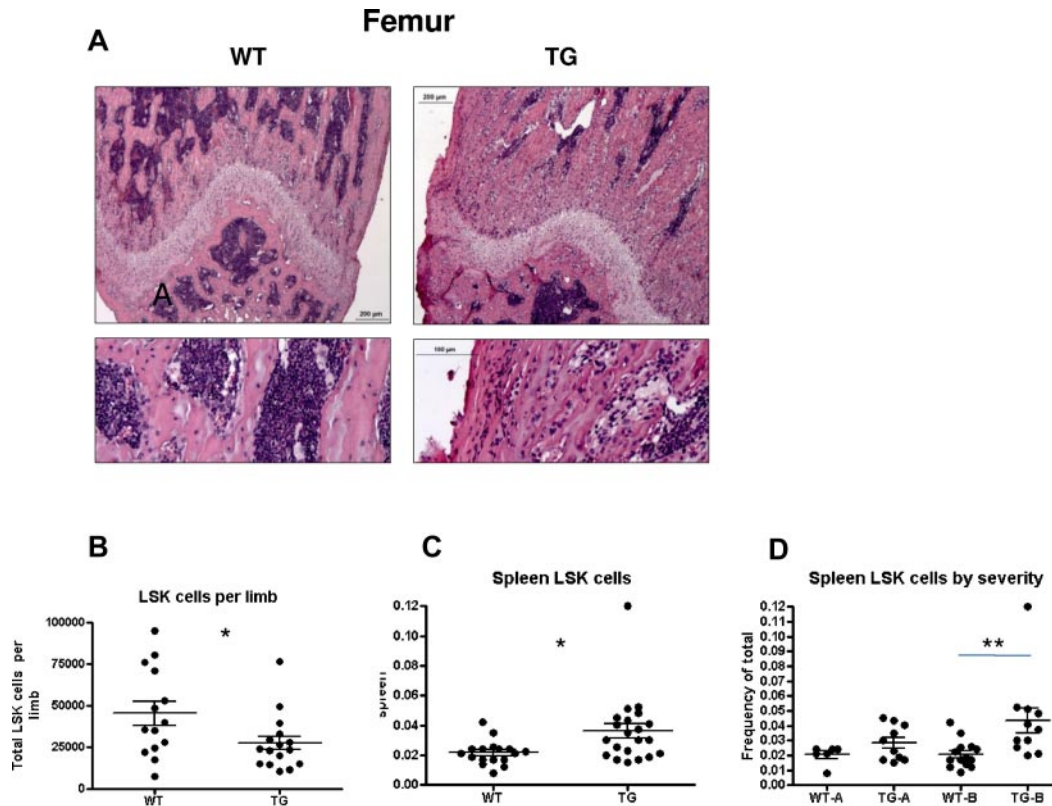 Femur
A
WT
TG
200 µm
A
200 µm
100 µm
B
LSK cells per limb
Total LSK cells per
limb
100000
75000
50000
25000
0
*
WT
TG
C
Spleen LSK cells
spleen
0.12
0.10
0.08
0.06
0.04
0.02
0.00
*
WT
TG
D
Spleen LSK cells by severity
Frequency of total
0.12
0.11
0.10
0.09
0.08
0.07
0.06
0.05
0.04
0.03
0.02
0.01
0.00
**
WT-A
TG-A
WT-B
TG-B